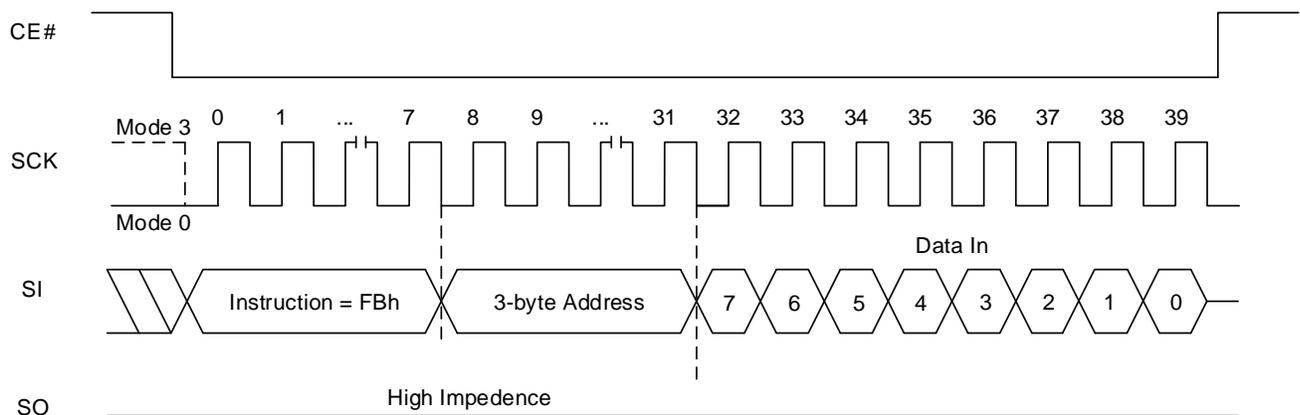 CE#
0 1 ... 7 8 9 ... 31 32 33 34 35 36 37 38 39
Mode 3
SCK
Mode 0
Data In
SI
Instruction = FBh 3-byte Address 7 6 5 4 3 2 1 0
High Impedence
SO